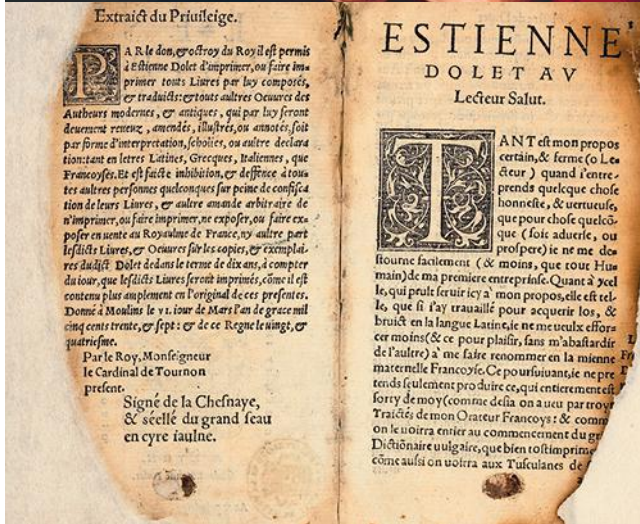 Extraict du Priuileige.
PAR le don, & octroy du Roy il est permis
à Estienne Dolet d'imprimer, ou faire im=
primer touts Liures par luy composés,
& traduicts: & touts aultres Oeuures des
Autheurs modernes, & antiques, qui par luy seront
deuement reueuz, amendés, illustrés, ou annotés, soit
par forme d'interpretation, scholies, ou aultre declara
tion: tant en letres Latines, Grecques, Italiennes, que
Francoyses. Et est faicte inhibition, & deffence à tou=
tes aultres personnes quelconques sur peine de confisca
tion de leurs Liures, & aultre amande arbitraire de
n'imprimer, ou faire imprimer, ne exposer, ou faire ex=
poser en uente au Royaulme de France, ny aultre part
lesdicts Liures, & Oeuures sur les copies, & exemplai=
res dudict Dolet dedans le terme de dix ans, à compter
du iour, que lesdicts Liures seront imprimés, cõme il est
contenu plus amplement en l'original de ces presentes.
Donné à Moulins le vi. iour de Mars l'an de grace mil
cinq cents trente, & sept: & de ce Regne le uingt, &
quatriesme.
Par le Roy, Monseigneur
le Cardinal de Tournon
present.
Signé de la Chesnaye,
& séellé du grand seau
en cyre iaulne.
ESTIENNE
DOLET AV
Lecteur Salut.
TANT est mon propos
certain, & ferme (o Le=
cteur) quand i'entre=
prends quelcque chose
honneste, & uertueuse,
que pour chose quelcõ=
que (soit aduerse, ou
prospere) ie ne me de=
stourne facilement (& moins, que tout Hu=
main) de ma premiere entreprinse. Quant à ycel
le, qui peult seruir icy a' mon propos, elle est tel=
le, que si i'ay trauaillé pour acquerir los, &
bruict en la langue Latine, ie ne me ueulx effor=
cer moins (& ce pour plaisir, sans m'abastardir
de l'aultre) a' me faire renommer en la mienne
maternelle Francoyse. Ce poursuiuant, ie ne pre
tends seulement produire ce, qui entierement est
sorty de moy (comme desia on a ueu par troys
Traictés de mon Orateur Francoys: & comm
on le uoirra entier au commencement du gr
Dictiõnaire uulgaire, que bien tost imprime
cõme aussi on uoirra aux Tusculanes de